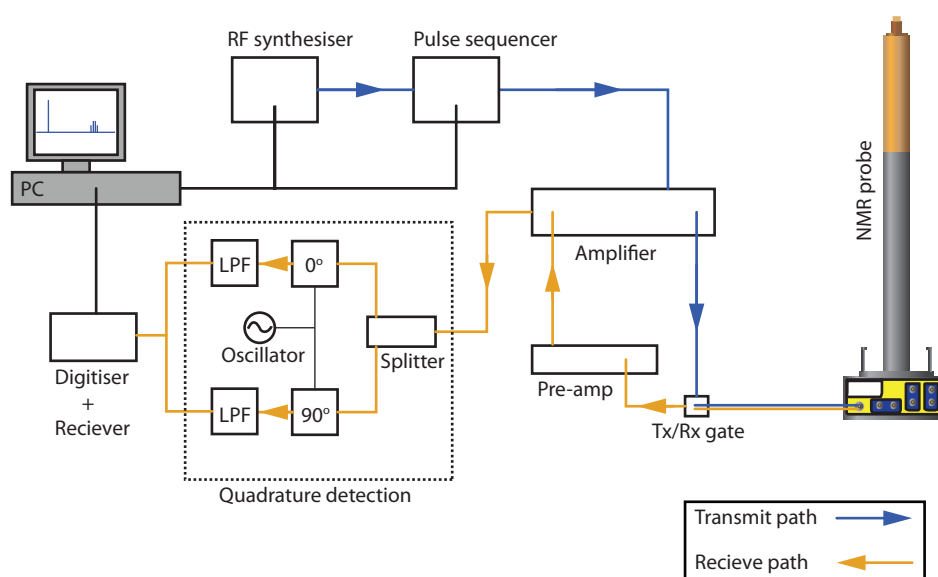 RF synthesiser
Pulse sequencer
PC
NMR probe
Amplifier
LPF
0°
Oscillator
Splitter
LPF
90°
Digitiser
+
Reciever
Pre-amp
Tx/Rx gate
Quadrature detection
Transmit path
Recieve path